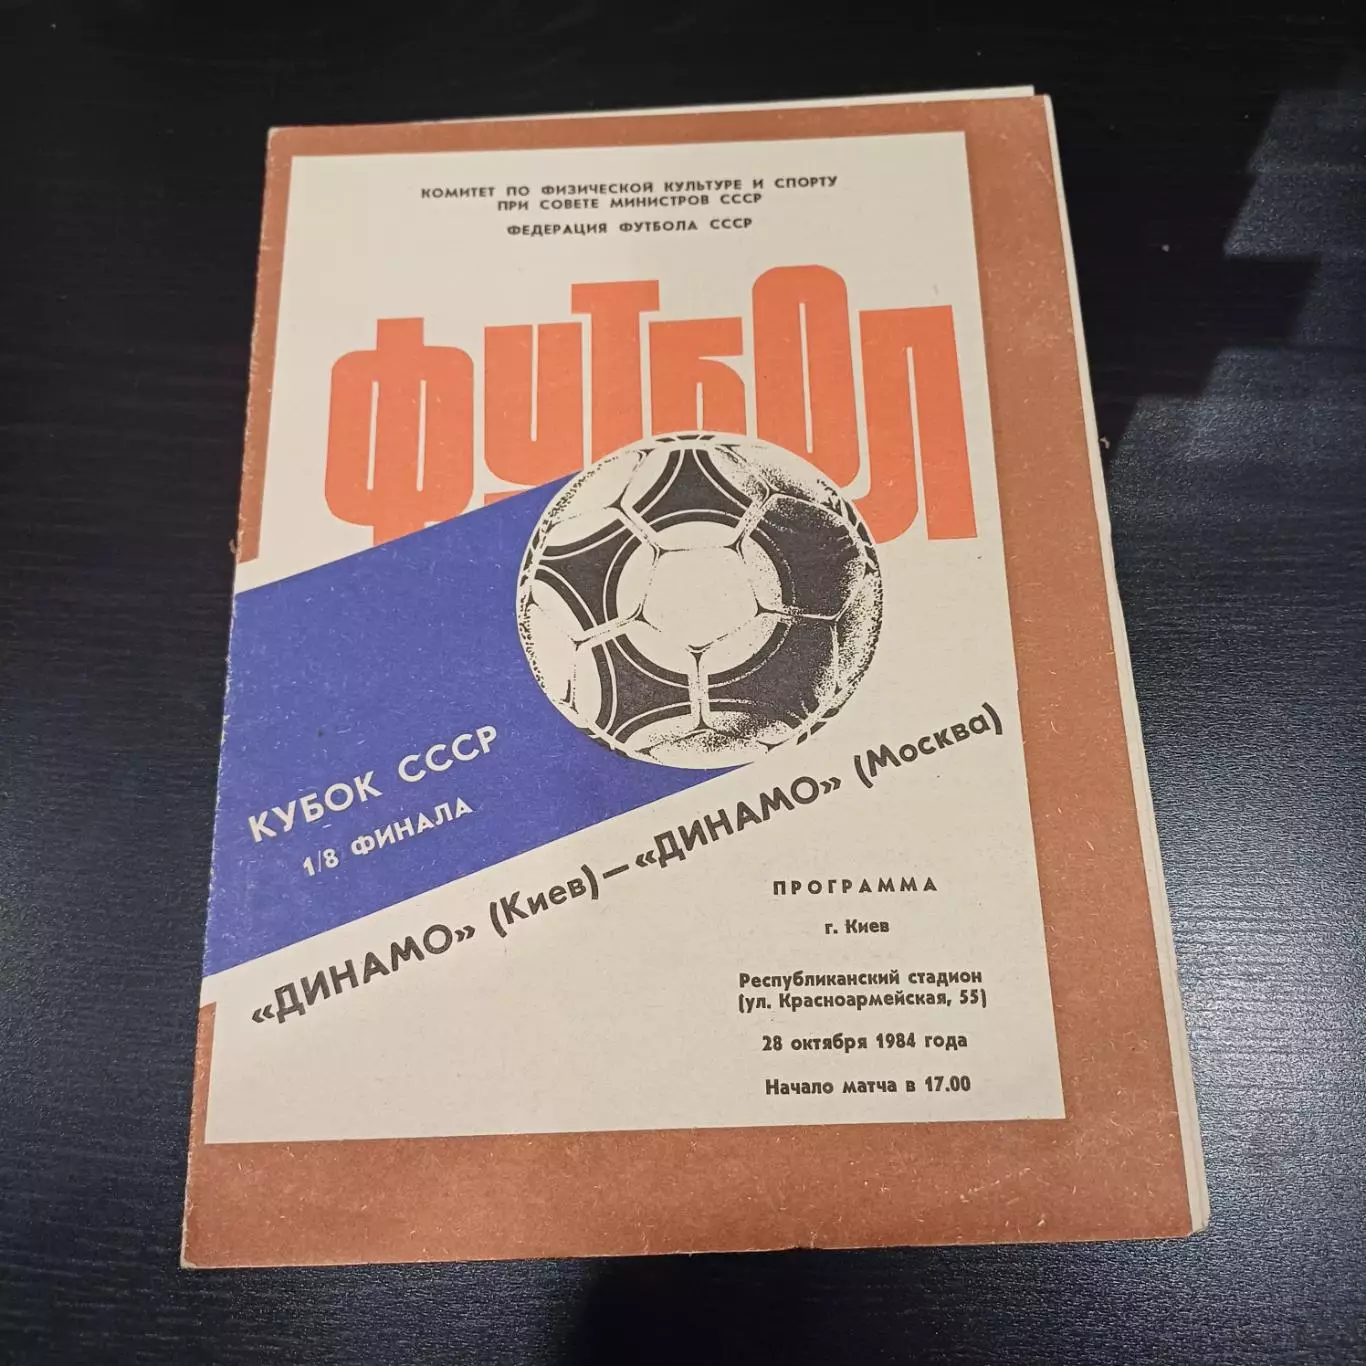 КОМИТЕТ ПО ФИЗИЧЕСКОЙ КУЛЬТУРЕ И СПОРТУ
ПРИ СОВЕТЕ МИНИСТРОВ СССР
ФЕДЕРАЦИЯ ФУТБОЛА СССР
ФУТБОЛ
КУБОК СССР
1/8 ФИНАЛА
«ДИНАМО» (Киев) — «ДИНАМО» (Москва)
ПРОГРАММА
г. Киев
Республиканский стадион
(ул. Красноармейская, 55)
28 октября 1984 года
Начало матча в 17.00